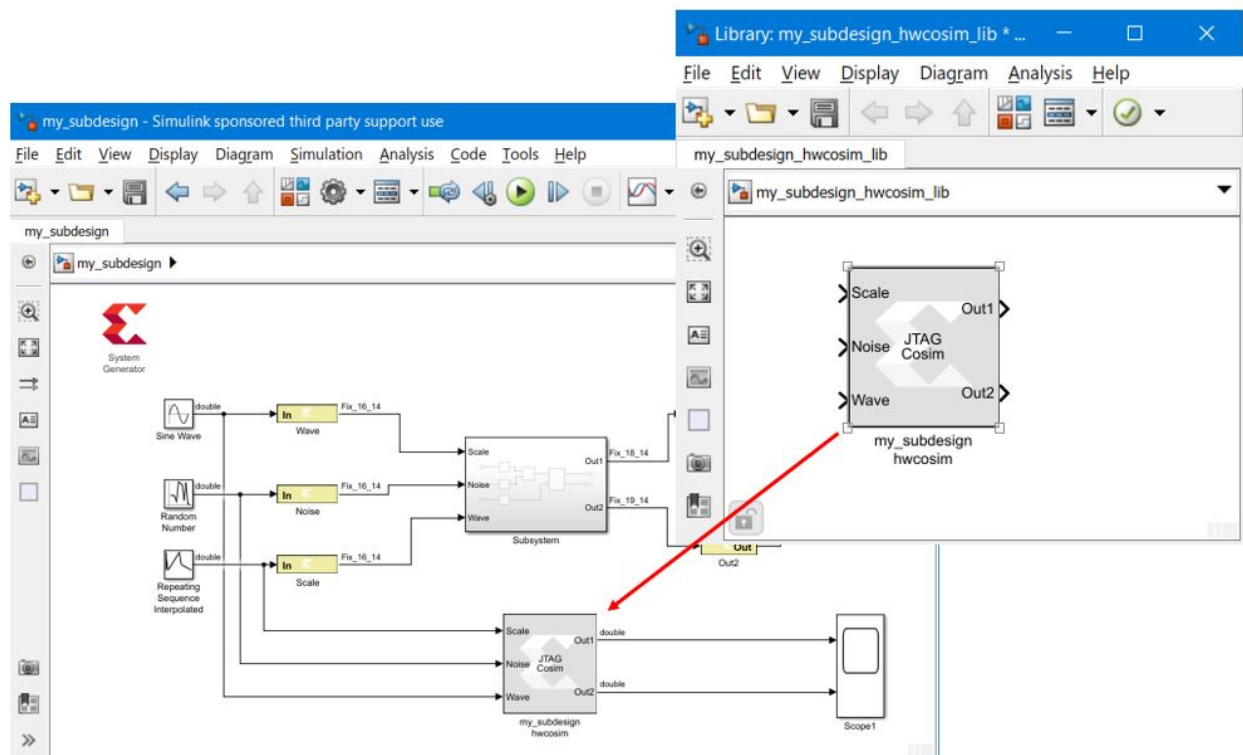 Library: my_subdesign_hwcosim_lib * ...
File Edit View Display Diagram Analysis Help
my_subdesign_hwcosim_lib
my_subdesign_hwcosim_lib
Scale
Noise
Wave
JTAG
Cosim
Out1
Out2
my_subdesign
hwcosim
my_subdesign - Simulink sponsored third party support use
File Edit View Display Diagram Simulation Analysis Code Tools Help
my_subdesign
my_subdesign
System
Generator
double
Sine Wave
In
Wave
Fix_16_14
double
Random
Number
In
Noise
Fix_16_14
double
Repeating
Sequence
Interpolated
In
Scale
Fix_16_14
Scale
Noise
Wave
Out1
Out2
Subsystem
Fix_18_14
Fix_19_14
Out
Out2
Scale
Noise
Wave
JTAG
Cosim
Out1
Out2
my_subdesign
hwcosim
double
double
Scope1